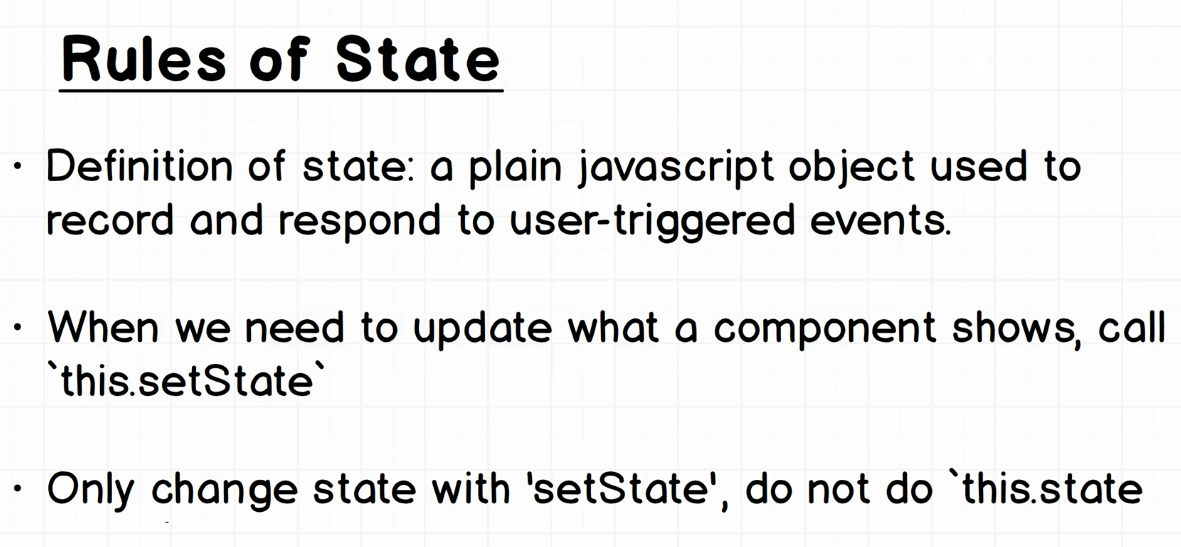 Rules of State
· Definition of state: a plain javascript object used to
record and respond to user-triggered events.
· When we need to update what a component shows, call
`this.setState`
· Only change state with 'setState', do not do `this.state